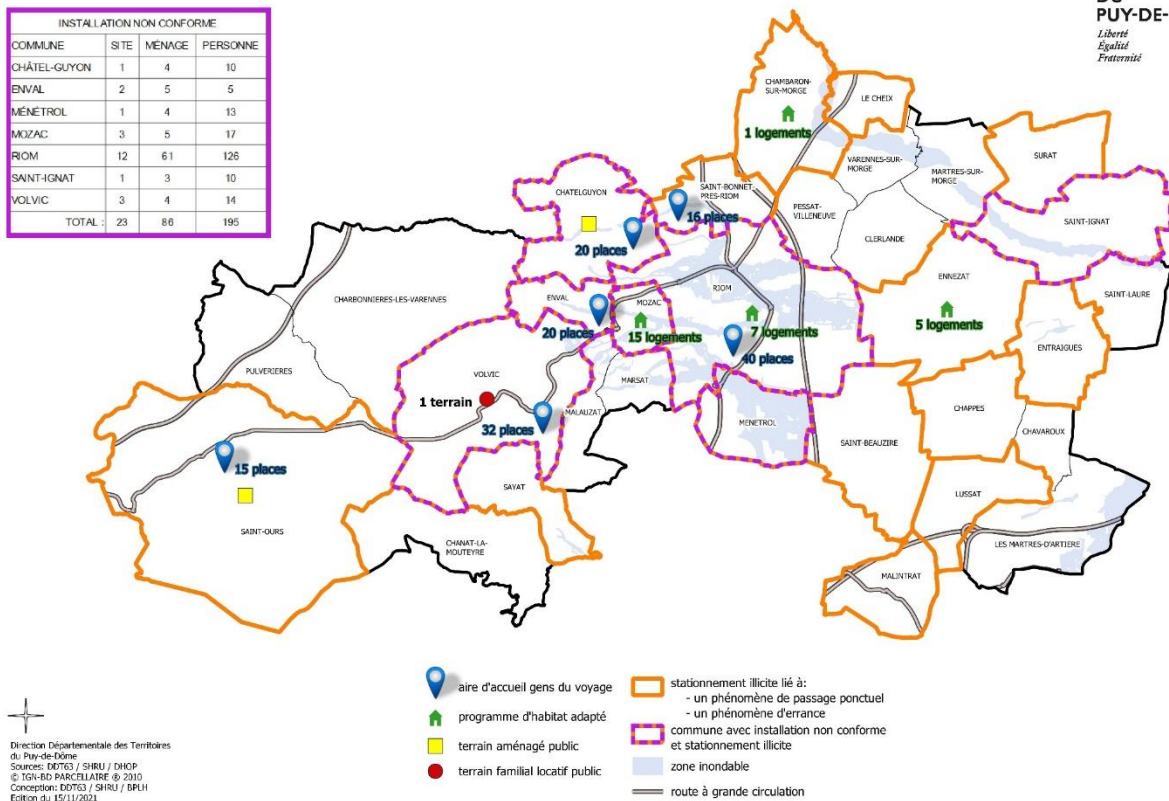 DU
PUY-DE-
Liberté
Égalité
Fraternité
INSTALLATION NON CONFORME
COMMUNE SITE MÉNAGE PERSONNE
CHÂTEL-GUYON 1 4 10
ENVAL 2 5 5
MÉNÉTROL 1 4 13
MOZAC 3 5 17
RIOM 12 61 126
SAINT-IGNAT 1 3 10
VOLVIC 3 4 14
TOTAL : 23 86 195
CHAMBARON-
SUR-MORGE
LE CHEIX
1 logements
VARENNES-SUR-
MORGE
MARTRES-SUR-
MORGE
SURAT
CHATELGUYON
SAINT-BONNET
PRES-RIOM
PESSAT-
VILLENEUVE
SAINT-IGNAT
16 places
CLERLANDE
20 places
ENNEZAT
CHARBONNIERES-LES-VARENNES
ENVAL
MOZAC
RIOM
SAINT-LAURE
20 places
15 logements
7 logements
5 logements
40 places
ENTRAIGUES
PULVERIERES
VOLVIC
MARSAT
1 terrain
MALAUZAT
32 places
MENETROL
CHAPPES
CHAVAROUX
SAINT-BEAUZIRE
15 places
SAYAT
LUSSAT
SAINT-OURS
CHANAT-LA-
MOUTEYRE
LES MARTRES-D'ARTIERE
MALINTRAT
aire d'accueil gens du voyage
programme d'habitat adapté
terrain aménagé public
terrain familial locatif public
stationnement illicite lié à:
- un phénomène de passage ponctuel
- un phénomène d'errance
commune avec installation non conforme
et stationnement illicite
zone inondable
route à grande circulation
Direction Départementale des Territoires
du Puy-de-Dôme
Sources: DDT63 / SHRU / DHOP
© IGN-BD PARCELLAIRE ® 2010
Conception: DDT63 / SHRU / BPLH
Edition du 15/11/2021